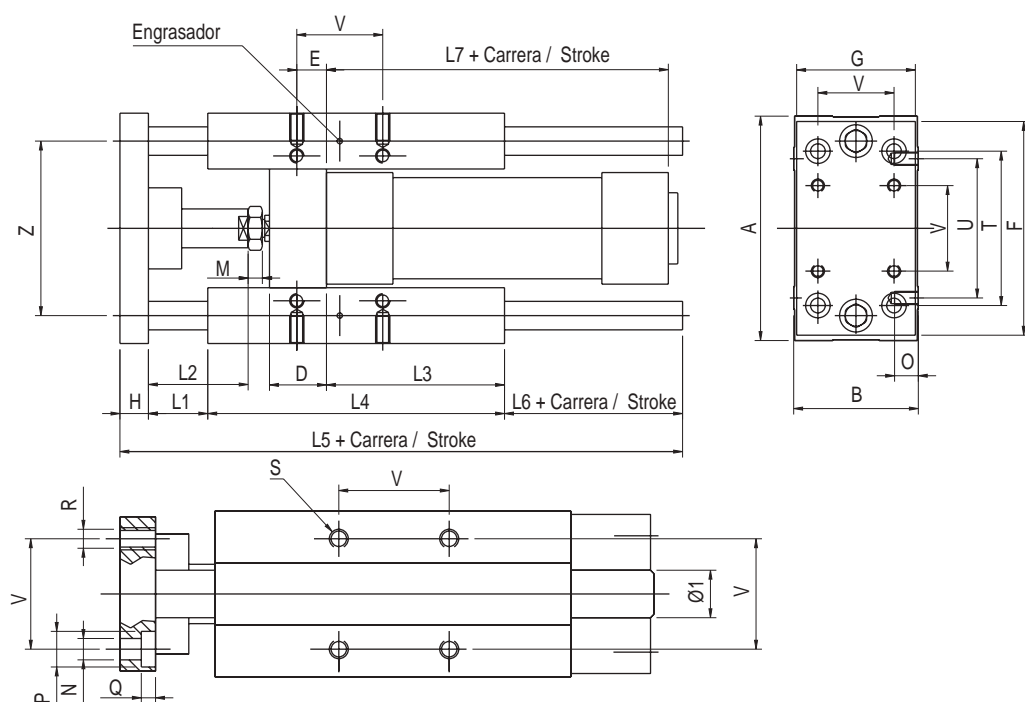 Engrasador
V
E
L7 + Carrera / Stroke
G
V
Z
M
A
V
U
T
F
L2
D
L3
O
H
L1
L4
L6 + Carrera / Stroke
B
L5 + Carrera / Stroke
S
V
R
V
Ø1
V
P
N
Q